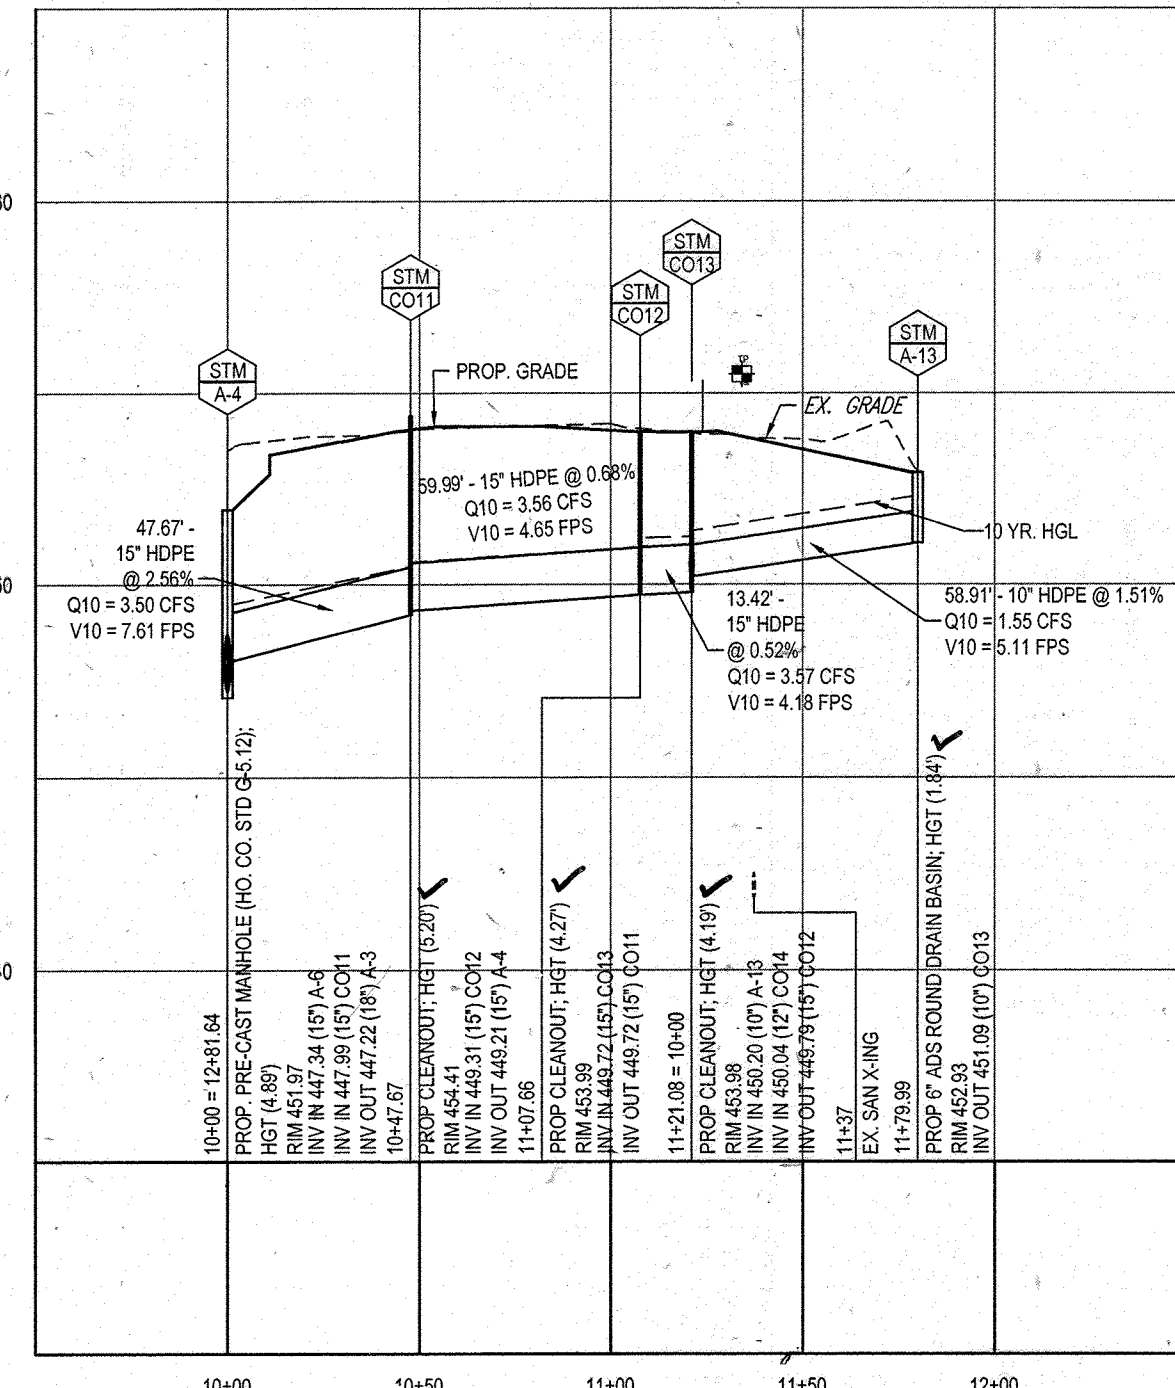 60
STM
CO13
STM
CO11
STM
CO12
STM
A-13
STM
A-4
PROP. GRADE
TP
EX. GRADE
59.99' - 15" HDPE @ 0.68%
Q10 = 3.56 CFS
V10 = 4.65 FPS
47.67' -
15" HDPE
@ 2.56%
Q10 = 3.50 CFS
V10 = 7.61 FPS
10 YR. HGL
50
13.42' -
15" HDPE
@ 0.52%
Q10 = 3.57 CFS
V10 = 4.18 FPS
58.91' - 10" HDPE @ 1.51%
Q10 = 1.55 CFS
V10 = 5.11 FPS
10+00 = 12+81.64
PROP. PRE-CAST MANHOLE (HO. CO. STD G-5.12);
HGT (4.89')
RIM 451.97
INV IN 447.34 (15") A-6
INV IN 447.99 (15") CO11
INV OUT 447.22 (18") A-3
10+47.67
PROP CLEANOUT; HGT (5.20')
RIM 454.41
INV IN 449.31 (15") CO12
INV OUT 449.21 (15") A-4
11+07.66
PROP CLEANOUT; HGT (4.27')
RIM 453.99
INV IN 449.72 (15") CO13
INV OUT 449.72 (15") CO11
11+21.08 = 10+00
PROP CLEANOUT; HGT (4.19')
RIM 453.98
INV IN 450.20 (10") A-13
INV IN 450.04 (12") CO14
INV OUT 449.79 (15") CO12
11+37
EX. SAN X-ING
11+79.99
PROP 6" ADS ROUND DRAIN BASIN; HGT (1.84')
RIM 452.93
INV OUT 451.09 (10") CO13
10+00
10+50
11+00
11+50
12+00